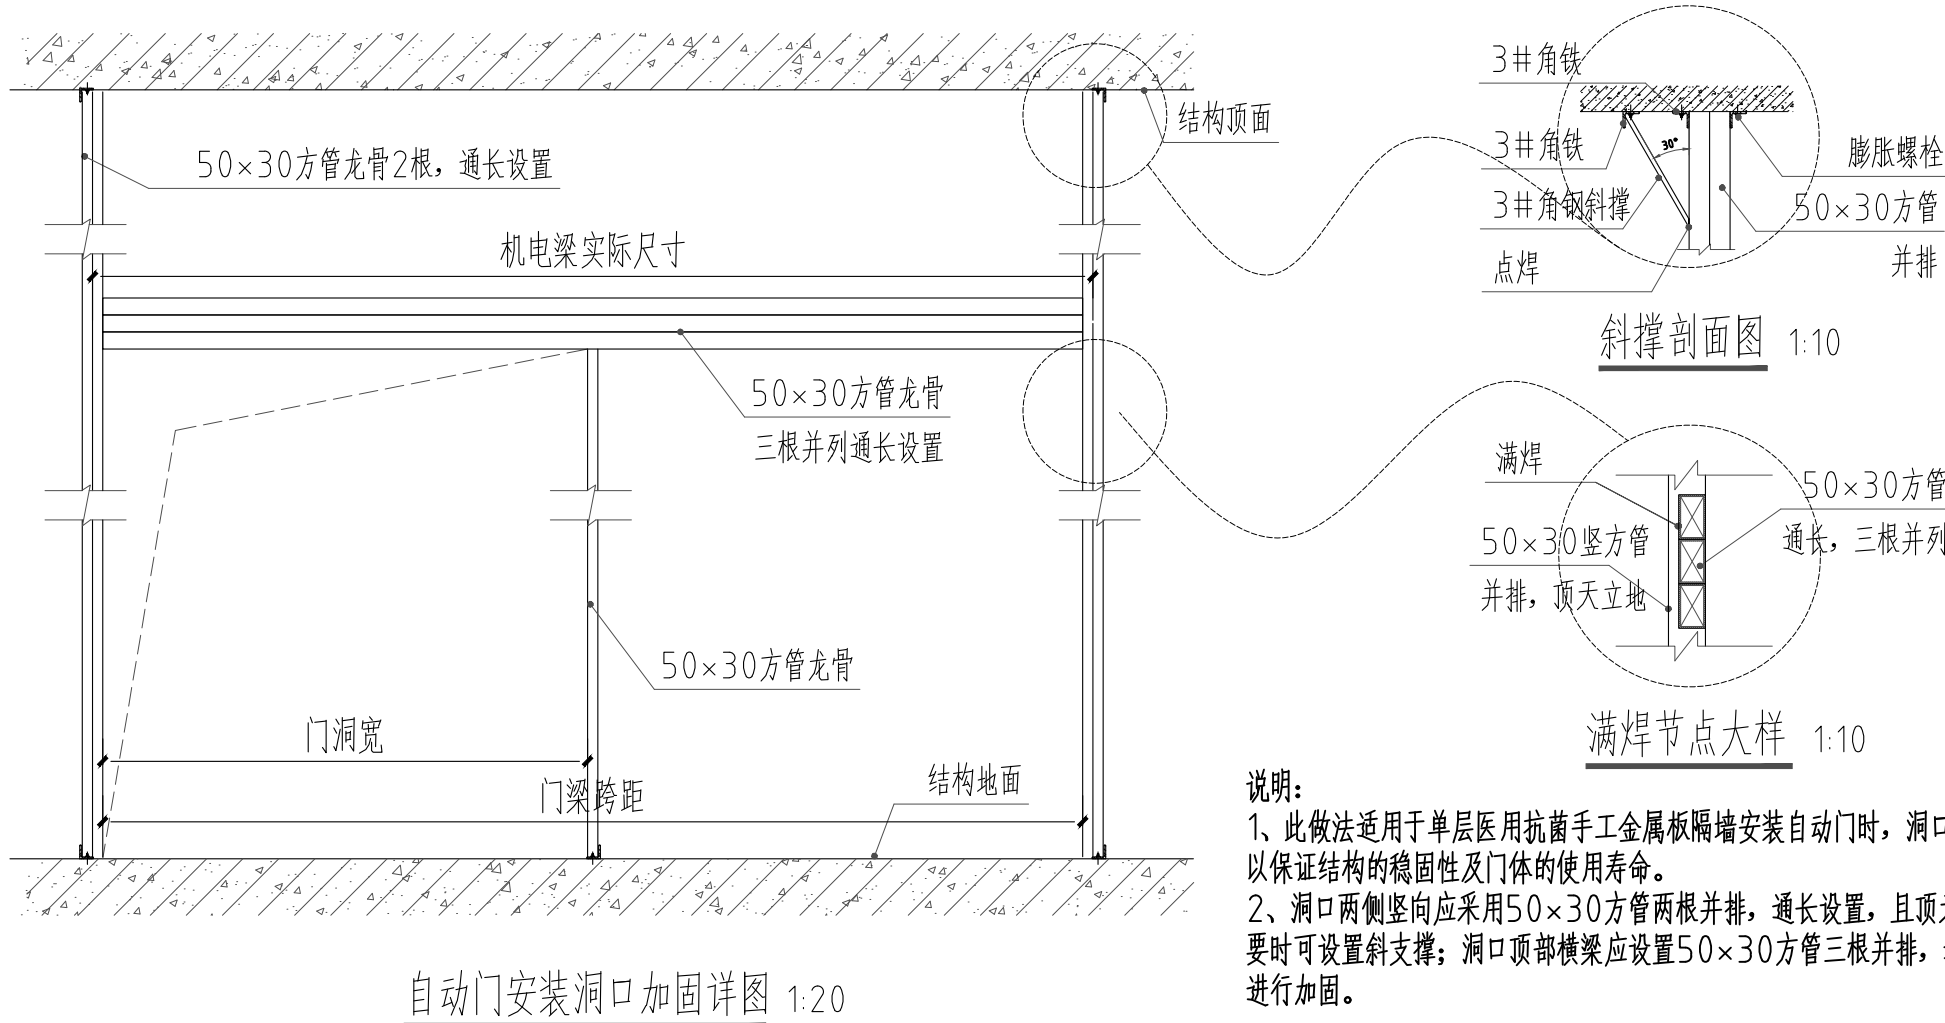 3#角铁
结构顶面
3#角铁
膨胀螺栓
30°
50×30方管龙骨2根，通长设置
3#角钢斜撑
50×30方管
并排
机电梁实际尺寸
点焊
斜撑剖面图 1:10
50×30方管龙骨
三根并列通长设置
满焊
50×30方管
50×30竖方管
通长，三根并列
并排，顶天立地
50×30方管龙骨
门洞宽
满焊节点大样 1:10
结构地面
门梁跨距
说明：
1、此做法适用于单层医用抗菌手工金属板隔墙安装自动门时，洞口
以保证结构的稳固性及门体的使用寿命。
2、洞口两侧竖向应采用50×30方管两根并排，通长设置，且顶
要时可设置斜支撑；洞口顶部横梁应设置50×30方管三根并排，
进行加固。
自动门安装洞口加固详图 1:20